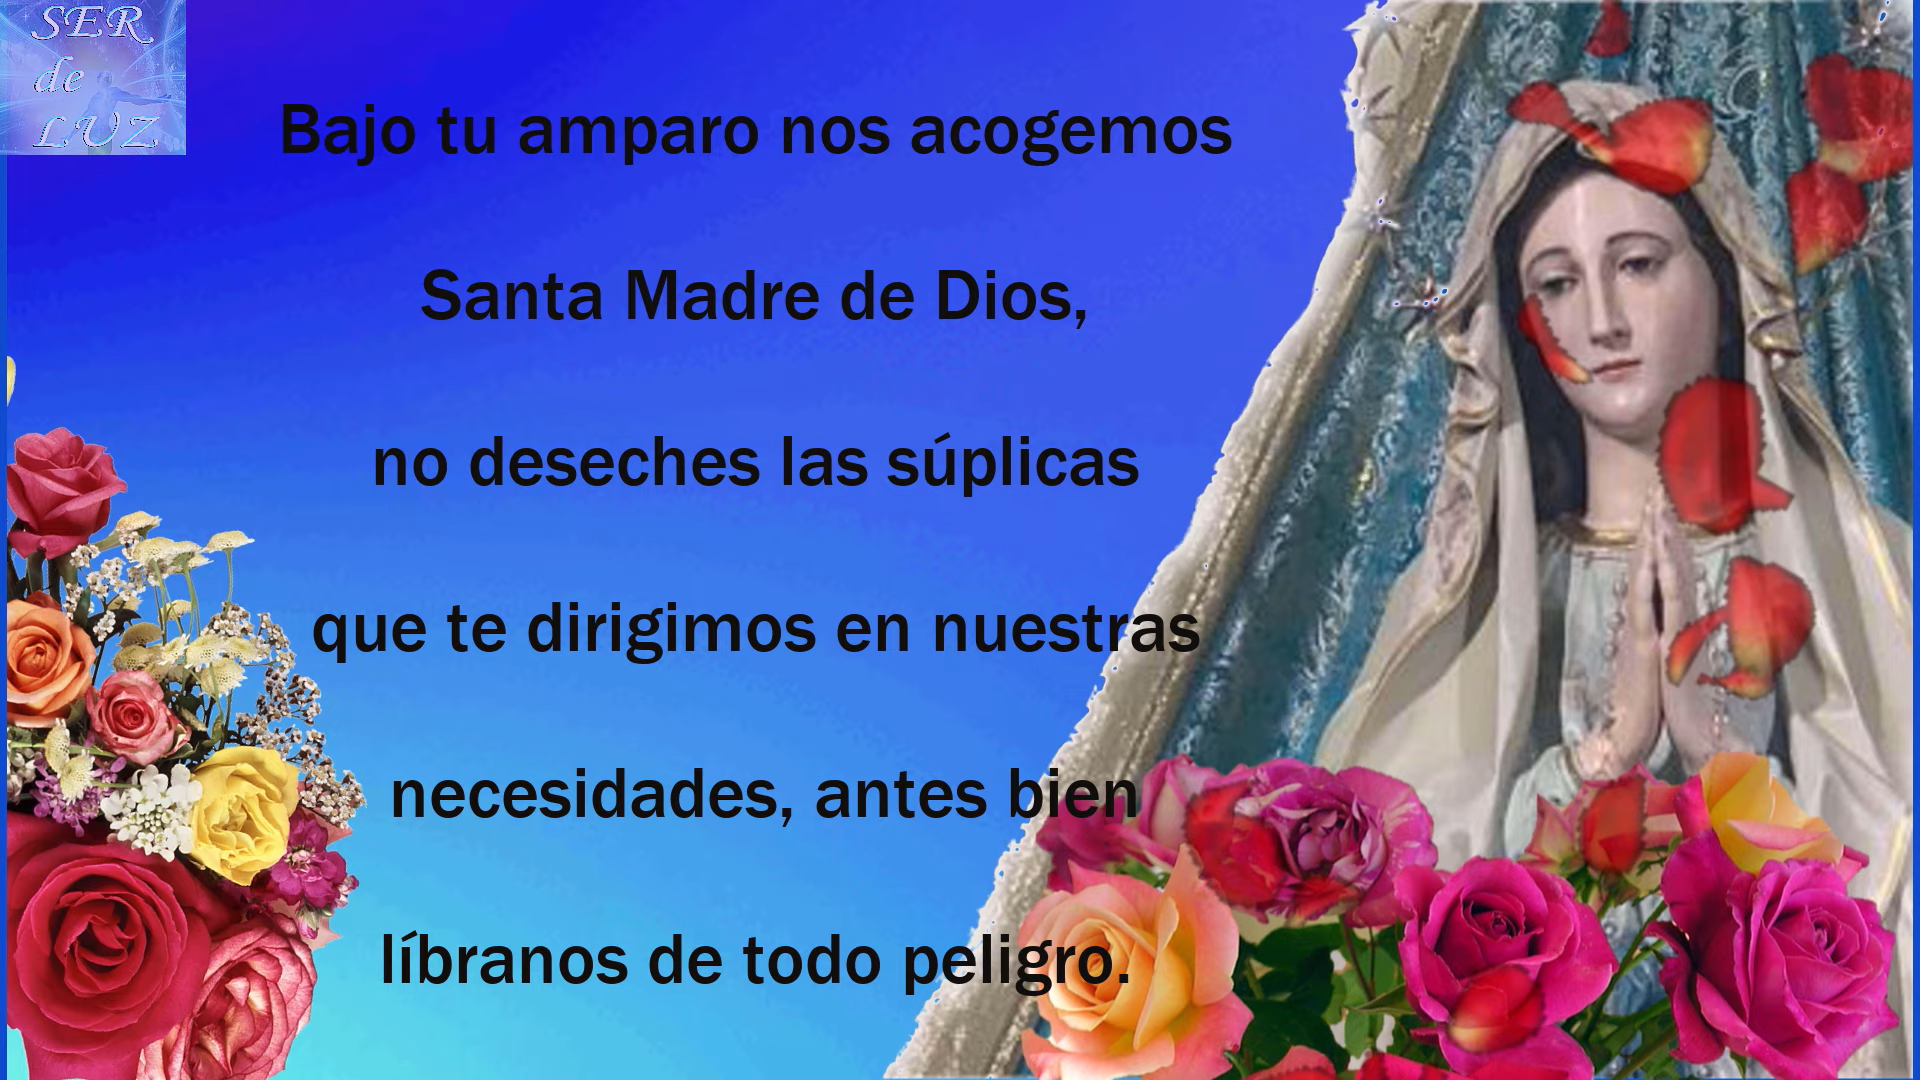 SER
de
LUZ
Bajo tu amparo nos acogemos
Santa Madre de Dios,
no deseches las súplicas
que te dirigimos en nuestras
necesidades, antes bien
líbranos de todo peligro.